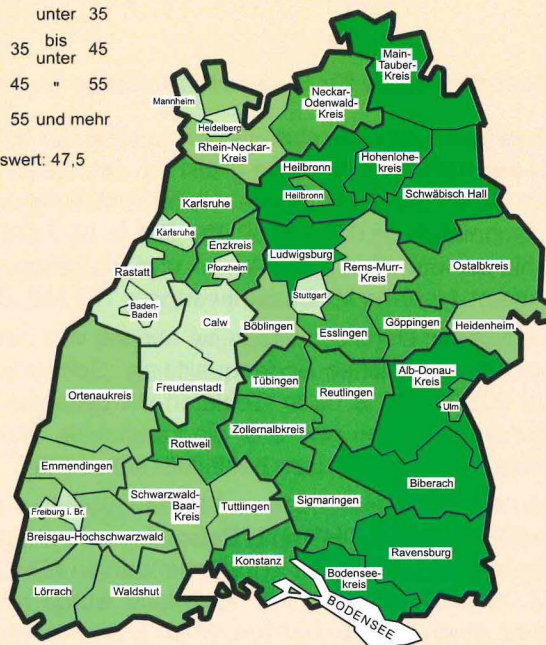 unter 35
35 bis unter 45
45 " 55
55 und mehr
swert: 47,5
Main-
Tauber-
Kreis
Mannheim
Neckar-
Odenwald-
Kreis
Heidelberg
Rhein-Neckar-
Kreis
Heilbronn
Hohenlohe-
kreis
Heilbronn
Schwäbisch Hall
Karlsruhe
Karlsruhe
Enzkreis
Ludwigsburg
Pforzheim
Rems-Murr-
Kreis
Ostalbkreis
Rastatt
Stuttgart
Baden-
Baden
Calw
Böblingen
Esslingen
Göppingen
Heidenheim
Alb-Donau-
Kreis
Freudenstadt
Tübingen
Reutlingen
Ulm
Ortenaukreis
Rottweil
Zollernalbkreis
Emmendingen
Schwarzwald-
Baar-
Kreis
Tuttlingen
Sigmaringen
Biberach
Freiburg i. Br.
Breisgau-Hochschwarzwald
Konstanz
Bodensee-
kreis
Ravensburg
Lörrach
Waldshut
BODENSEE